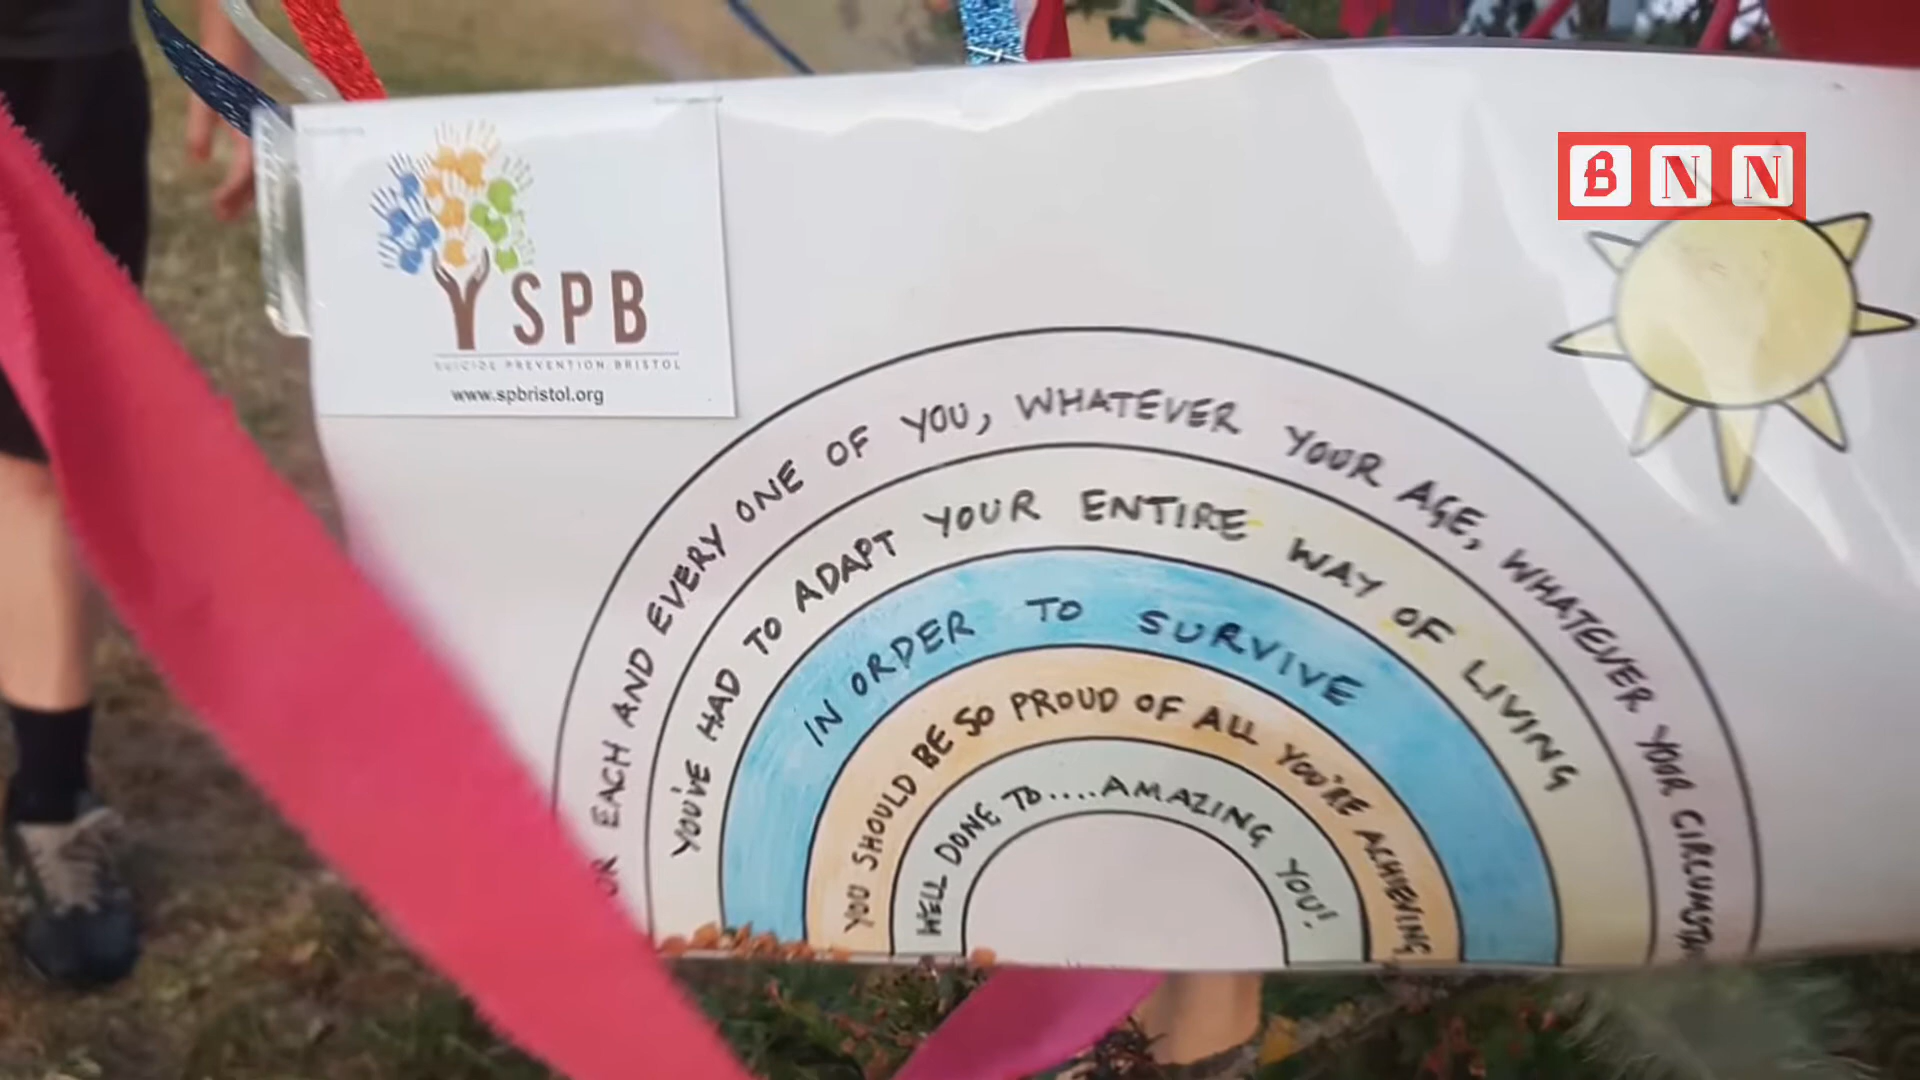 BNN
SPB
SUICIDE PREVENTION BRISTOL
www.spbristol.org
EACH AND EVERY ONE OF YOU, WHATEVER YOUR AGE, WHATEVER YOUR
YOU'VE HAD TO ADAPT YOUR ENTIRE WAY OF LIVING
IN ORDER TO SURVIVE
YOU SHOULD BE SO PROUD OF ALL YOU'RE ACHIEVING
WELL DONE TO....AMAZING YOU!